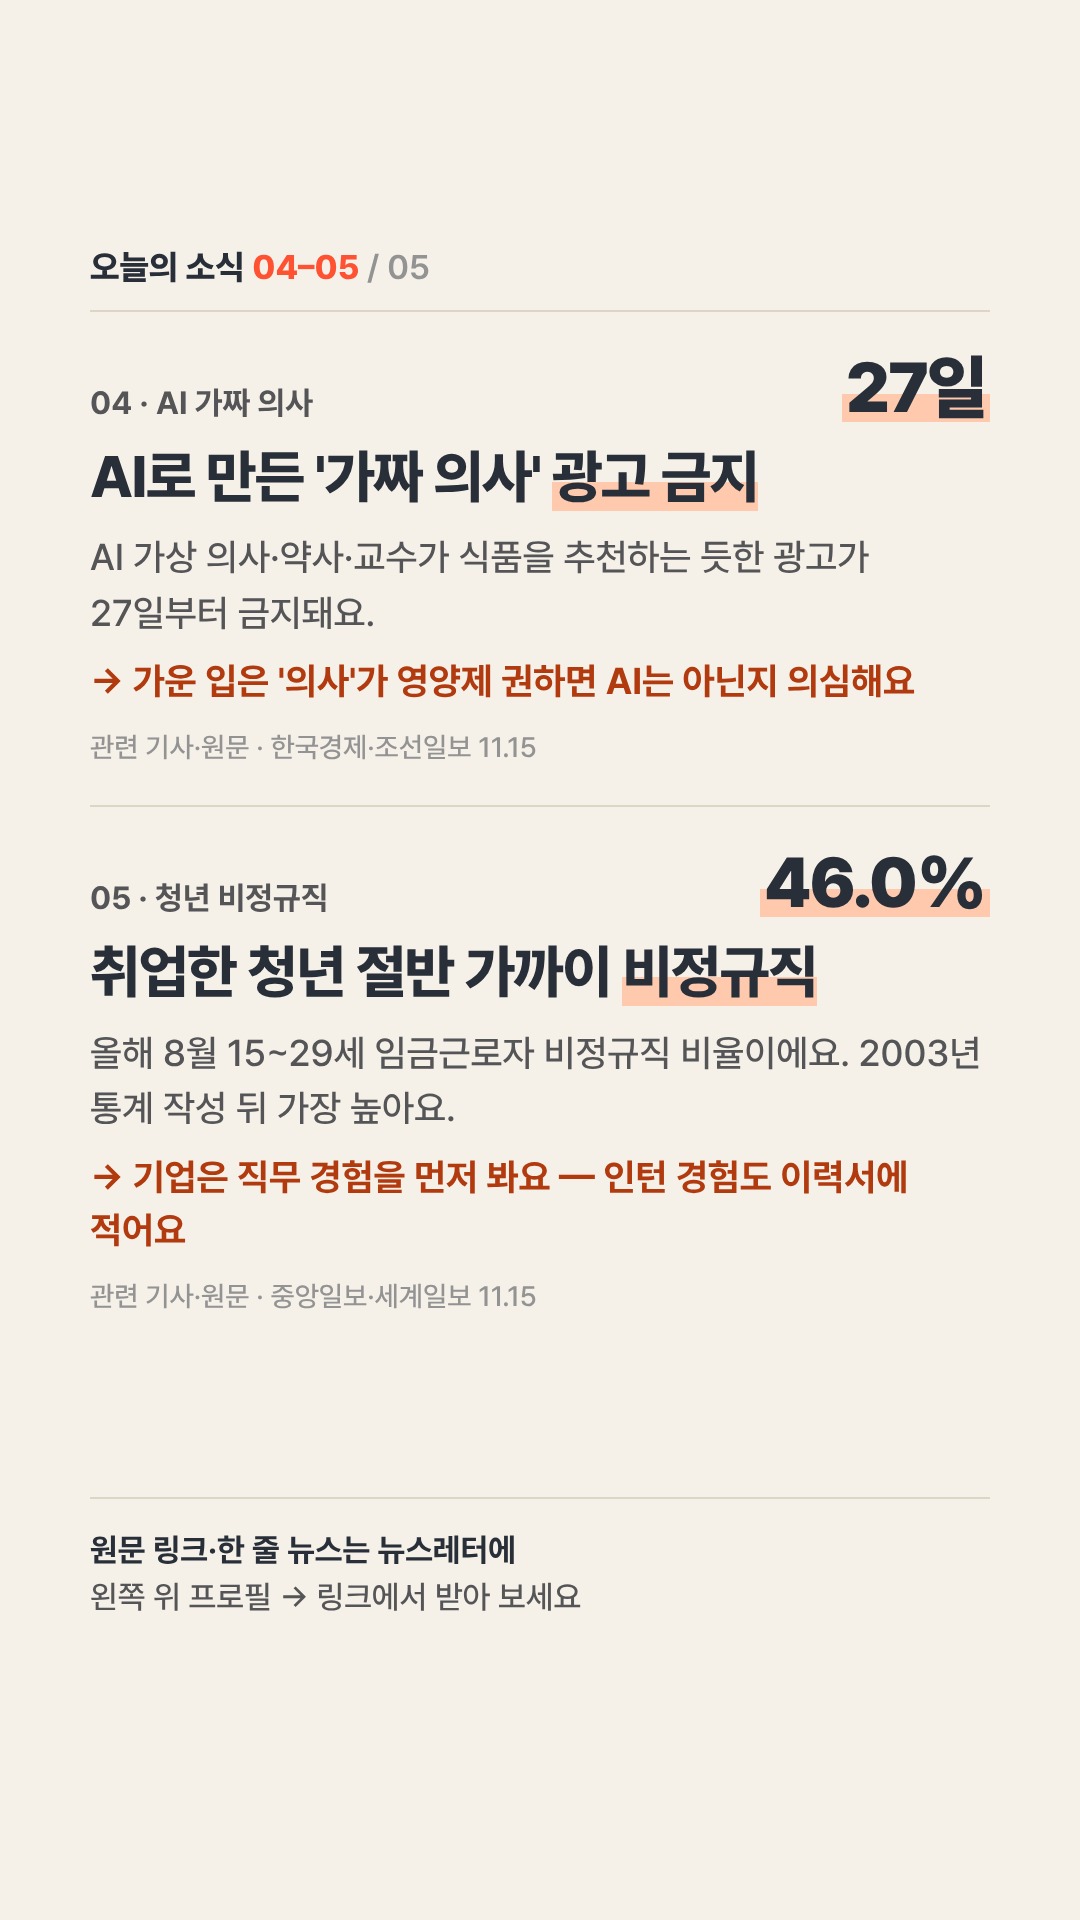 오늘의 소식 04–05 / 05
04 · AI 가짜 의사
27일
AI로 만든 '가짜 의사' 광고 금지
AI 가상 의사·약사·교수가 식품을 추천하는 듯한 광고가
27일부터 금지돼요.
→ 가운 입은 '의사'가 영양제 권하면 AI는 아닌지 의심해요
관련 기사·원문 · 한국경제·조선일보 11.15
05 · 청년 비정규직
46.0%
취업한 청년 절반 가까이 비정규직
올해 8월 15~29세 임금근로자 비정규직 비율이에요. 2003년
통계 작성 뒤 가장 높아요.
→ 기업은 직무 경험을 먼저 봐요 — 인턴 경험도 이력서에
적어요
관련 기사·원문 · 중앙일보·세계일보 11.15
원문 링크·한 줄 뉴스는 뉴스레터에
왼쪽 위 프로필 → 링크에서 받아 보세요